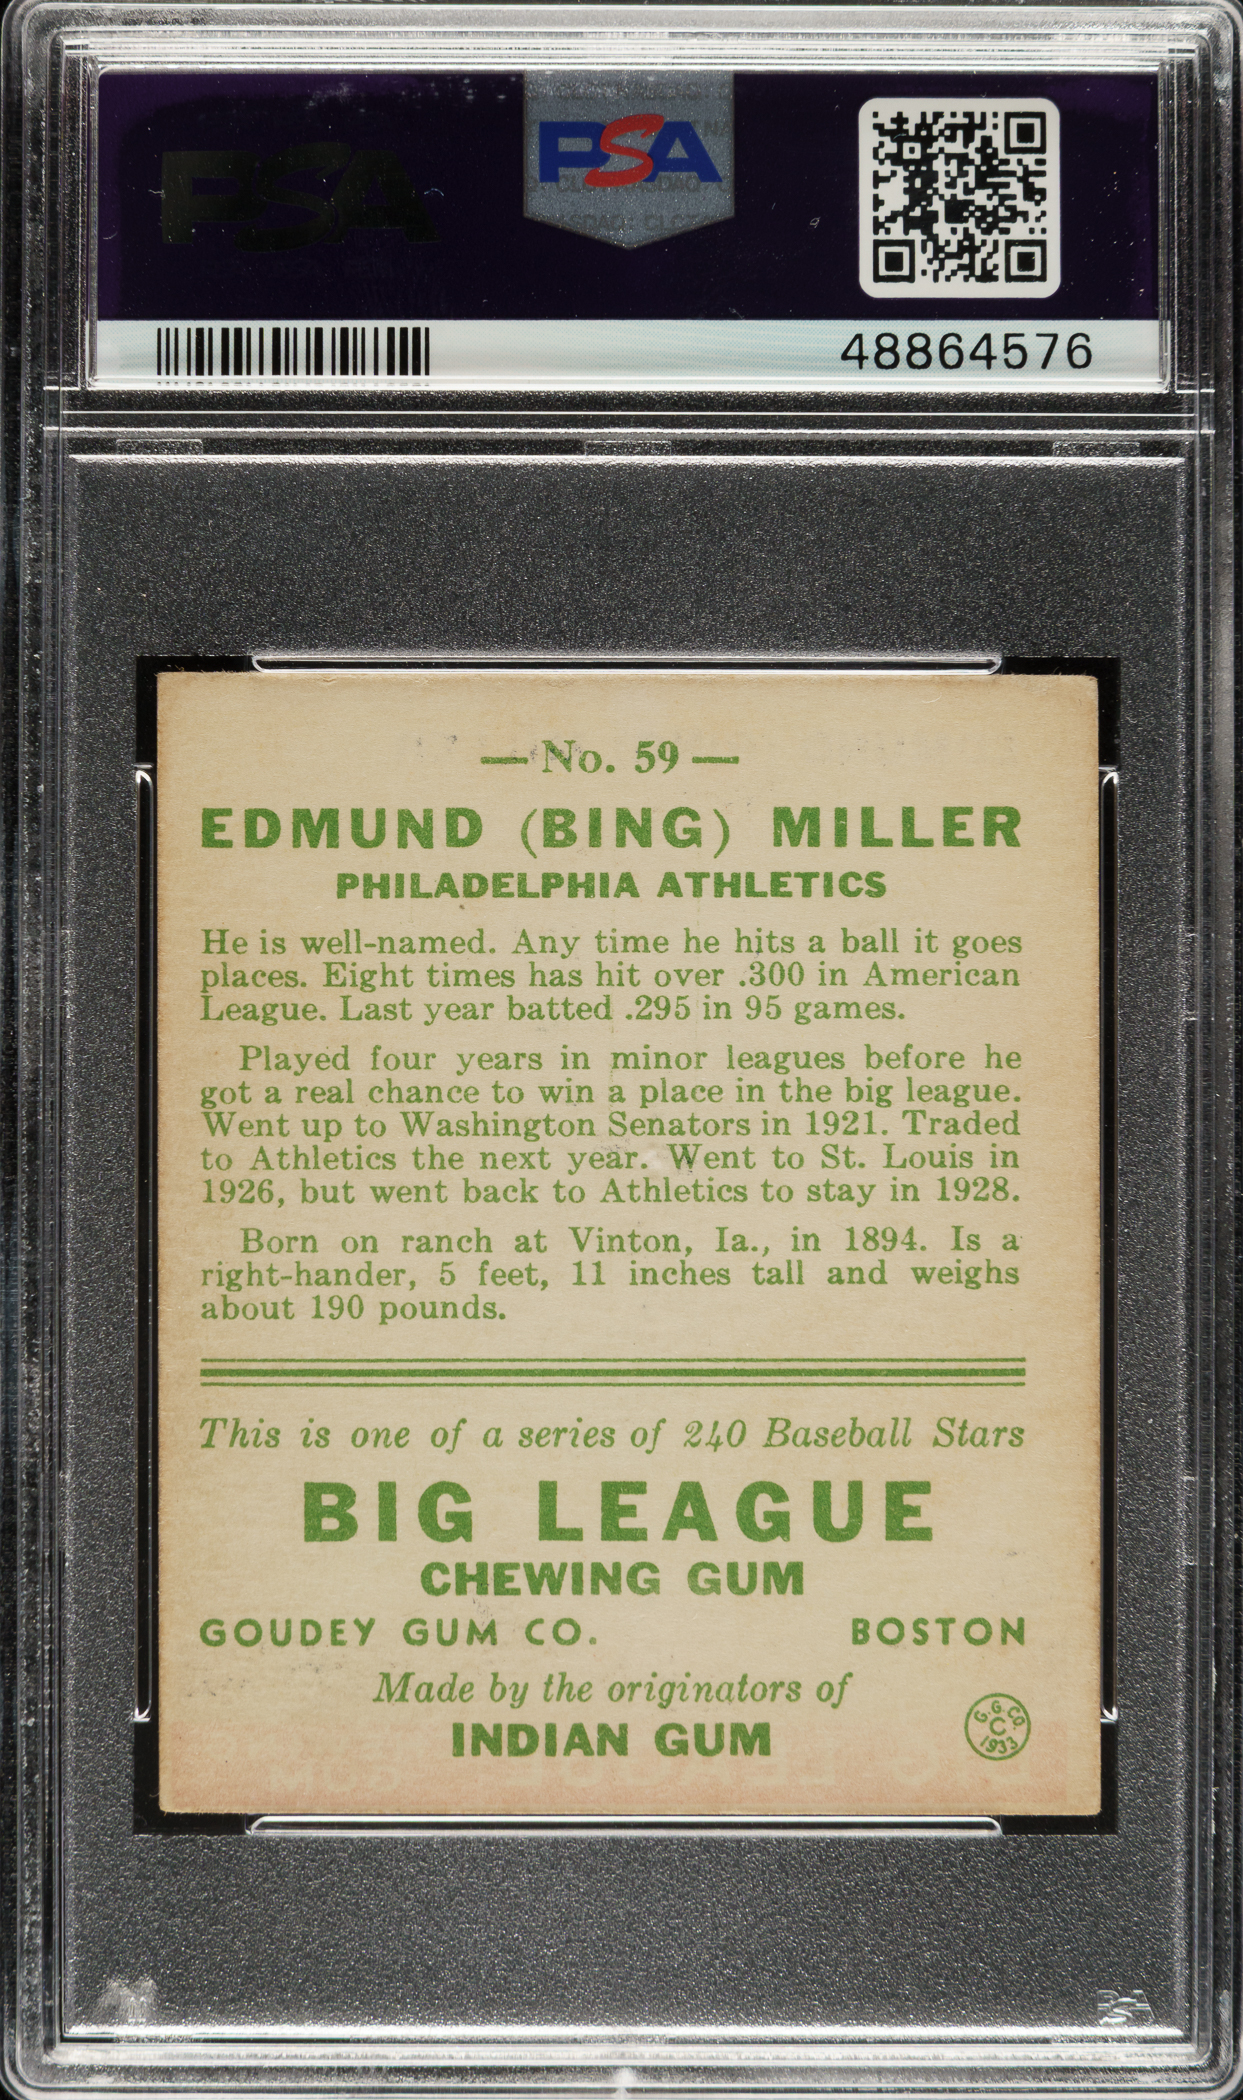 PSA
PSA
48864576
— No. 59 —
EDMUND (BING) MILLER
PHILADELPHIA ATHLETICS
He is well-named. Any time he hits a ball it goes
places. Eight times has hit over .300 in American
League. Last year batted .295 in 95 games.
Played four years in minor leagues before he
got a real chance to win a place in the big league.
Went up to Washington Senators in 1921. Traded
to Athletics the next year. Went to St. Louis in
1926, but went back to Athletics to stay in 1928.
Born on ranch at Vinton, Ia., in 1894. Is a
right-hander, 5 feet, 11 inches tall and weighs
about 190 pounds.
This is one of a series of 240 Baseball Stars
BIG LEAGUE
CHEWING GUM
GOUDEY GUM CO. BOSTON
Made by the originators of
INDIAN GUM
G.G.CO.
C
1933
PSA